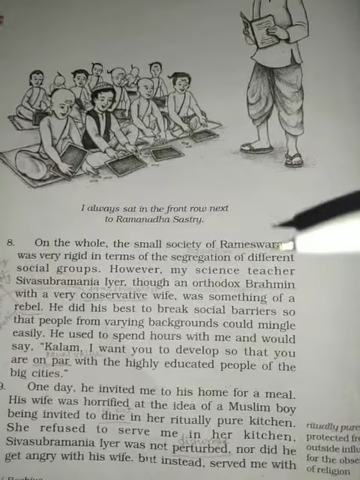 I always sat in the front row next
to Ramanadha Sastry.
8. On the whole, the small society of Rameswaram
was very rigid in terms of the segregation of different
social groups. However, my science teacher
Sivasubramania Iyer, though an orthodox Brahmin
with a very conservative wife, was something of a
rebel. He did his best to break social barriers so
that people from varying backgrounds could mingle
easily. He used to spend hours with me and would
say, “Kalam, I want you to develop so that you
are on par with the highly educated people of the
big cities.”
9. One day, he invited me to his home for a meal.
His wife was horrified at the idea of a Muslim boy
being invited to dine in her ritually pure kitchen.
She refused to serve me in her kitchen.
Sivasubramania Iyer was not perturbed, nor did he
get angry with his wife, but instead, served me with
ritually pure
protected fr
outside influ
for the obse
of religion